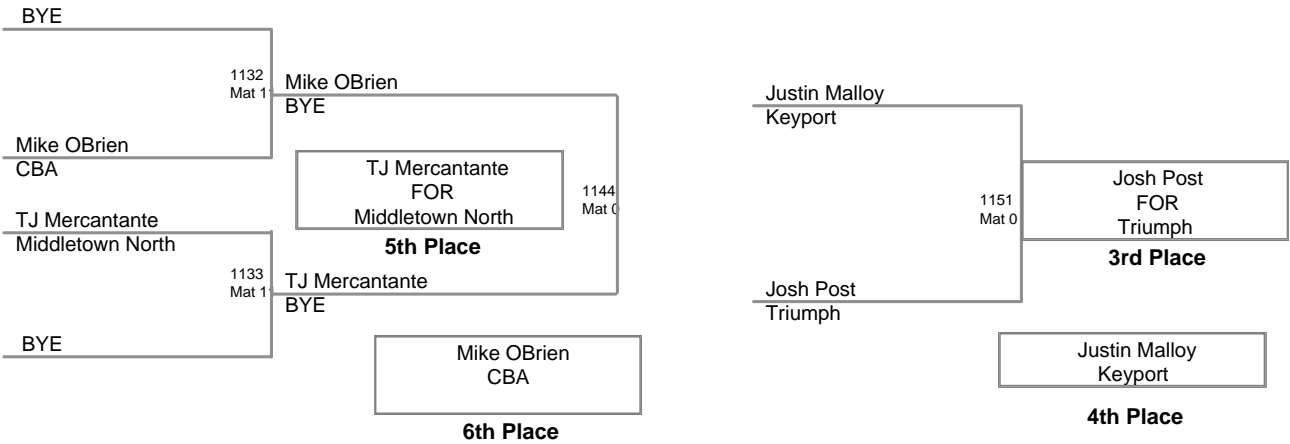 BYE
1132
Mat 1
Mike OBrien
BYE
Mike OBrien
CBA
TJ Mercantante
FOR
Middletown North
5th Place
1144
Mat 0
TJ Mercantante
Middletown North
1133
Mat 1
TJ Mercantante
BYE
BYE
Mike OBrien
CBA
6th Place
Justin Malloy
Keyport
1151
Mat 0
Josh Post
FOR
Triumph
3rd Place
Josh Post
Triumph
Justin Malloy
Keyport
4th Place